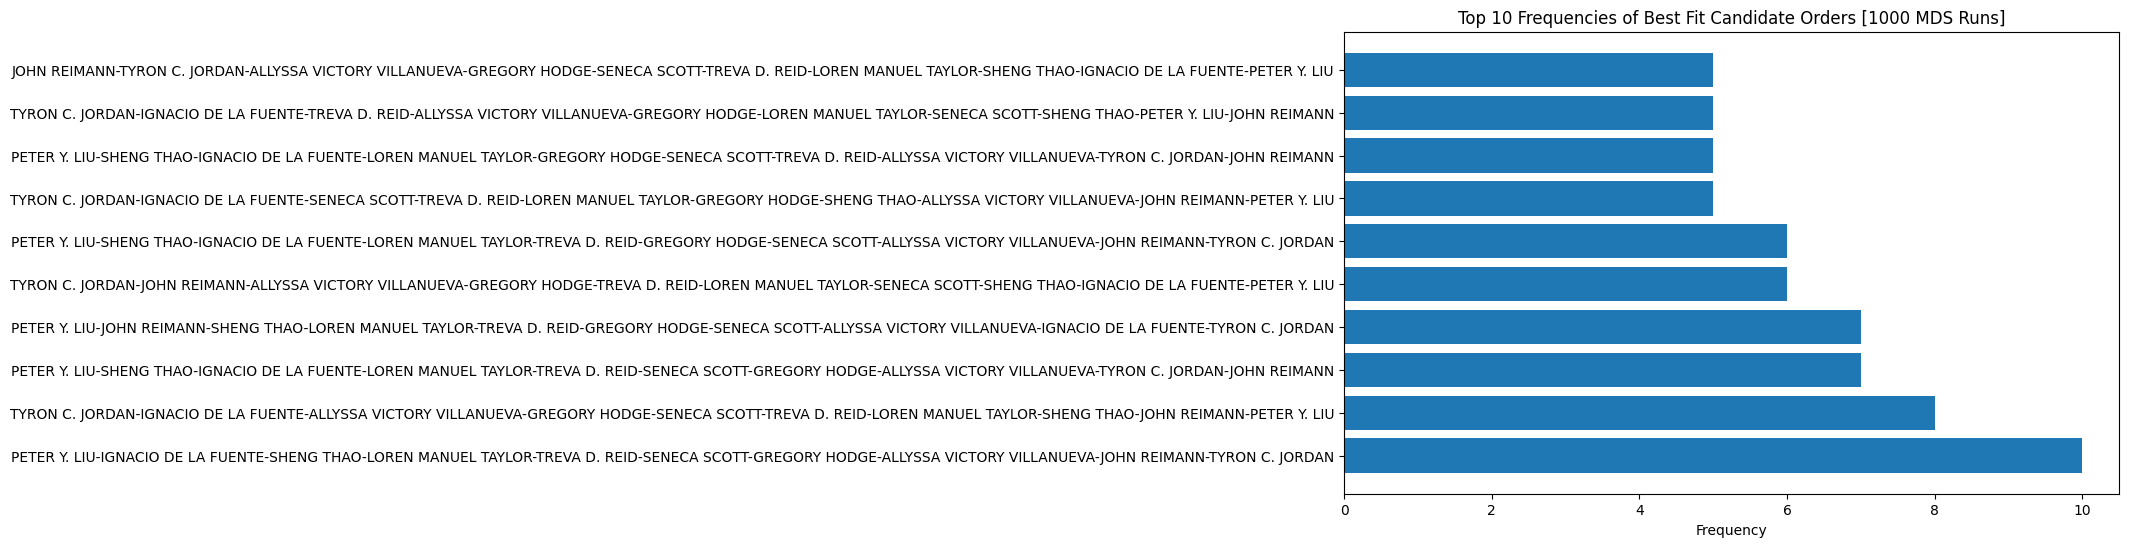 Top 10 Frequencies of Best Fit Candidate Orders [1000 MDS Runs]
JOHN REIMANN-TYRON C. JORDAN-ALLYSSA VICTORY VILLANUEVA-GREGORY HODGE-SENECA SCOTT-TREVA D. REID-LOREN MANUEL TAYLOR-SHENG THAO-IGNACIO DE LA FUENTE-PETER Y. LIU
TYRON C. JORDAN-IGNACIO DE LA FUENTE-TREVA D. REID-ALLYSSA VICTORY VILLANUEVA-GREGORY HODGE-LOREN MANUEL TAYLOR-SENECA SCOTT-SHENG THAO-PETER Y. LIU-JOHN REIMANN
PETER Y. LIU-SHENG THAO-IGNACIO DE LA FUENTE-LOREN MANUEL TAYLOR-GREGORY HODGE-SENECA SCOTT-TREVA D. REID-ALLYSSA VICTORY VILLANUEVA-TYRON C. JORDAN-JOHN REIMANN
TYRON C. JORDAN-IGNACIO DE LA FUENTE-SENECA SCOTT-TREVA D. REID-LOREN MANUEL TAYLOR-GREGORY HODGE-SHENG THAO-ALLYSSA VICTORY VILLANUEVA-JOHN REIMANN-PETER Y. LIU
PETER Y. LIU-SHENG THAO-IGNACIO DE LA FUENTE-LOREN MANUEL TAYLOR-TREVA D. REID-GREGORY HODGE-SENECA SCOTT-ALLYSSA VICTORY VILLANUEVA-JOHN REIMANN-TYRON C. JORDAN
TYRON C. JORDAN-JOHN REIMANN-ALLYSSA VICTORY VILLANUEVA-GREGORY HODGE-TREVA D. REID-LOREN MANUEL TAYLOR-SENECA SCOTT-SHENG THAO-IGNACIO DE LA FUENTE-PETER Y. LIU
PETER Y. LIU-JOHN REIMANN-SHENG THAO-LOREN MANUEL TAYLOR-TREVA D. REID-GREGORY HODGE-SENECA SCOTT-ALLYSSA VICTORY VILLANUEVA-IGNACIO DE LA FUENTE-TYRON C. JORDAN
PETER Y. LIU-SHENG THAO-IGNACIO DE LA FUENTE-LOREN MANUEL TAYLOR-TREVA D. REID-SENECA SCOTT-GREGORY HODGE-ALLYSSA VICTORY VILLANUEVA-TYRON C. JORDAN-JOHN REIMANN
TYRON C. JORDAN-IGNACIO DE LA FUENTE-ALLYSSA VICTORY VILLANUEVA-GREGORY HODGE-SENECA SCOTT-TREVA D. REID-LOREN MANUEL TAYLOR-SHENG THAO-JOHN REIMANN-PETER Y. LIU
PETER Y. LIU-IGNACIO DE LA FUENTE-SHENG THAO-LOREN MANUEL TAYLOR-TREVA D. REID-SENECA SCOTT-GREGORY HODGE-ALLYSSA VICTORY VILLANUEVA-JOHN REIMANN-TYRON C. JORDAN
0 2 4 6 8 10
Frequency